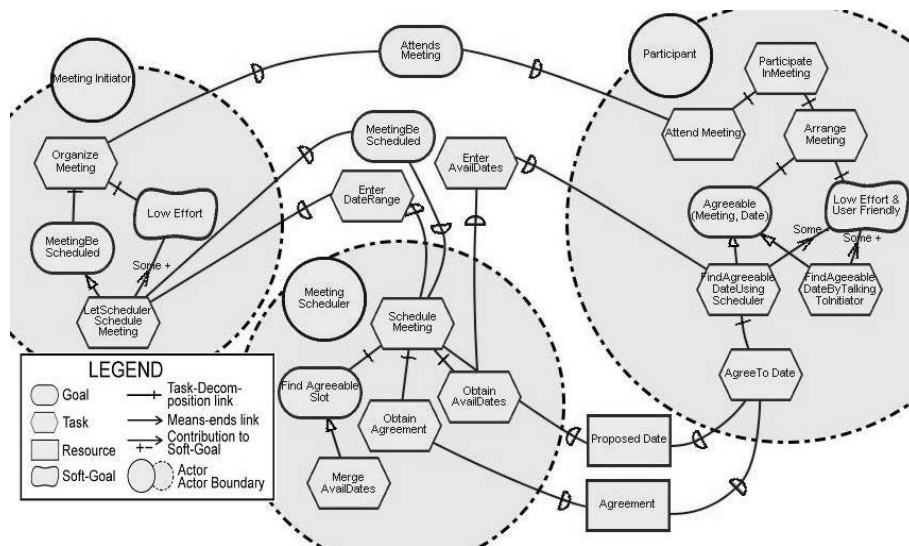 Attends
Meeting
Meeting Initiator
Participant
Participate
InMeeting
Attend Meeting
Arrange
Meeting
MeetingBe
Scheduled
Enter
AvailDates
Organize
Meeting
Enter
DateRange
Low Effort
Agreeable
(Meeting, Date)
Low Effort &
User Friendly
MeetingBe
Scheduled
Some +
Some
Some +
Meeting
Scheduler
FindAgreeable
DateUsing
Scheduler
FindAgeeable
DateByTalking
ToInitiator
LetScheduler
Schedule
Meeting
Schedule
Meeting
LEGEND
Goal
Task-Decom-
position link
Task
Means-ends link
Resource
Contribution to
Soft-Goal
+−
Soft-Goal
Actor
Actor Boundary
Find Agreeable
Slot
Obtain
AvailDates
AgreeTo Date
Obtain
Agreement
Proposed Date
Merge
AvailDates
Agreement